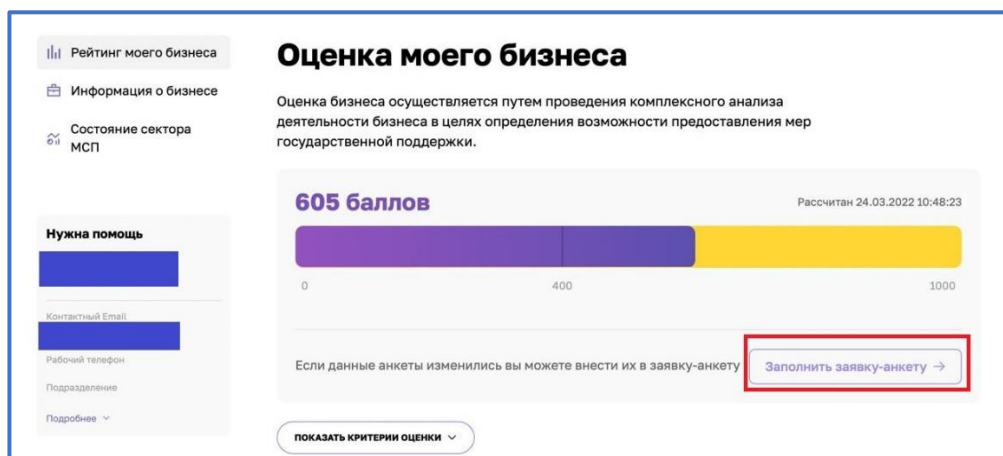 Рейтинг моего бизнеса
Информация о бизнесе
Состояние сектора
МСП
Нужна помощь
Контактный Email
Рабочий телефон
Подразделение
Подробнее
Оценка моего бизнеса
Оценка бизнеса осуществляется путем проведения комплексного анализа
деятельности бизнеса в целях определения возможности предоставления мер
государственной поддержки.
605 баллов
Рассчитан 24.03.2022 10:48:23
0 400 1000
Если данные анкеты изменились вы можете внести их в заявку-анкету
Заполнить заявку-анкету →
ПОКАЗАТЬ КРИТЕРИИ ОЦЕНКИ